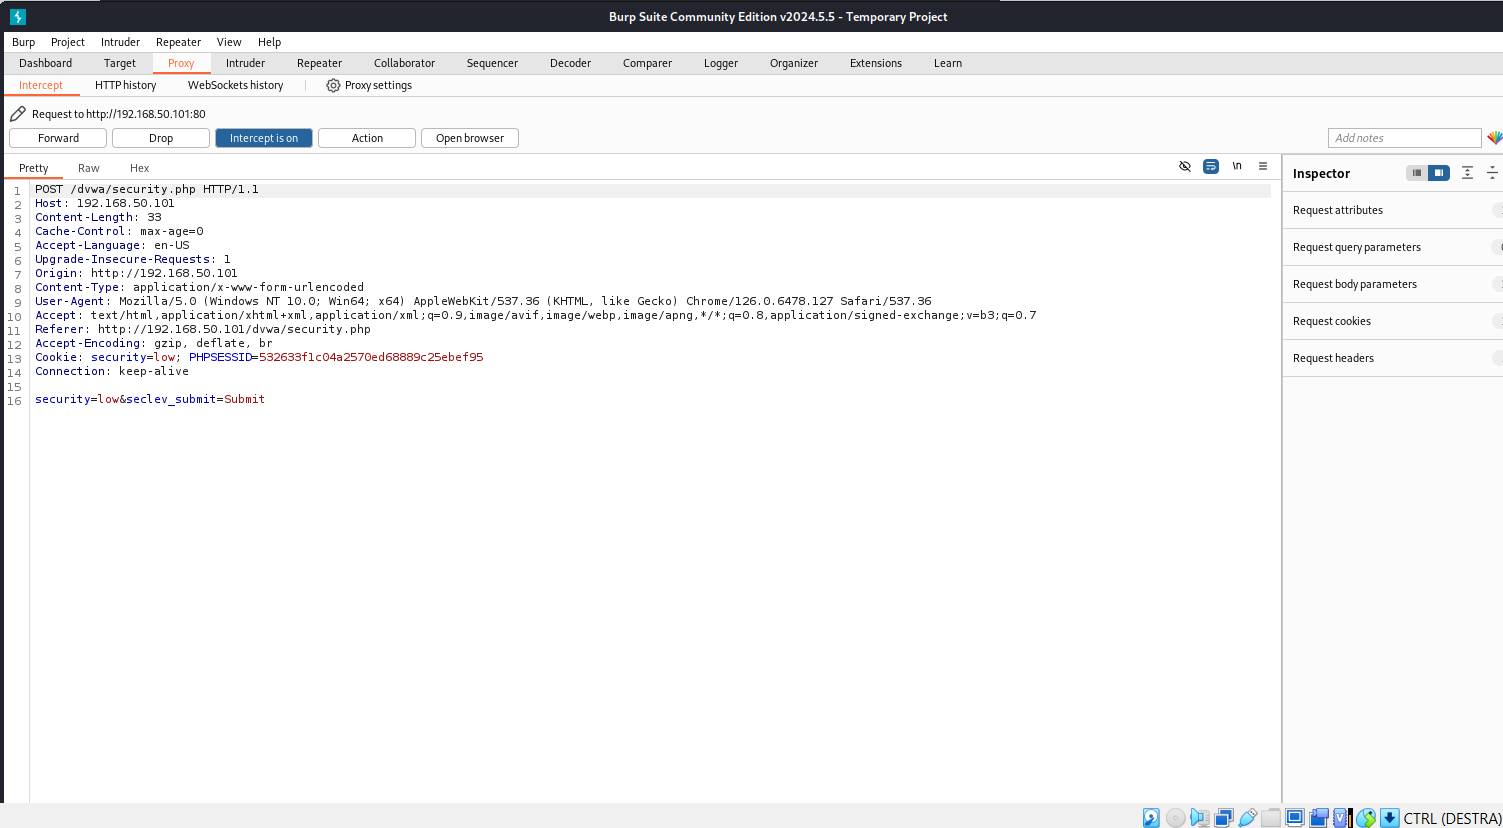 Burp Suite Community Edition v2024.5.5 - Temporary Project
Burp Project Intruder Repeater View Help
Dashboard Target Proxy Intruder Repeater Collaborator Sequencer Decoder Comparer Logger Organizer Extensions Learn
Intercept HTTP history WebSockets history Proxy settings
Request to http://192.168.50.101:80
Forward Drop Intercept is on Action Open browser Add notes
Pretty Raw Hex \n
1 POST /dvwa/security.php HTTP/1.1
2 Host: 192.168.50.101
3 Content-Length: 33
4 Cache-Control: max-age=0
5 Accept-Language: en-US
6 Upgrade-Insecure-Requests: 1
7 Origin: http://192.168.50.101
8 Content-Type: application/x-www-form-urlencoded
9 User-Agent: Mozilla/5.0 (Windows NT 10.0; Win64; x64) AppleWebKit/537.36 (KHTML, like Gecko) Chrome/126.0.6478.127 Safari/537.36
10 Accept: text/html,application/xhtml+xml,application/xml;q=0.9,image/avif,image/webp,image/apng,*/*;q=0.8,application/signed-exchange;v=b3;q=0.7
11 Referer: http://192.168.50.101/dvwa/security.php
12 Accept-Encoding: gzip, deflate, br
13 Cookie: security=low; PHPSESSID=532633f1c04a2570ed68889c25ebef95
14 Connection: keep-alive
15
16 security=low&seclev_submit=Submit
Inspector
Request attributes
Request query parameters
Request body parameters
Request cookies
Request headers
CTRL (DESTRA)